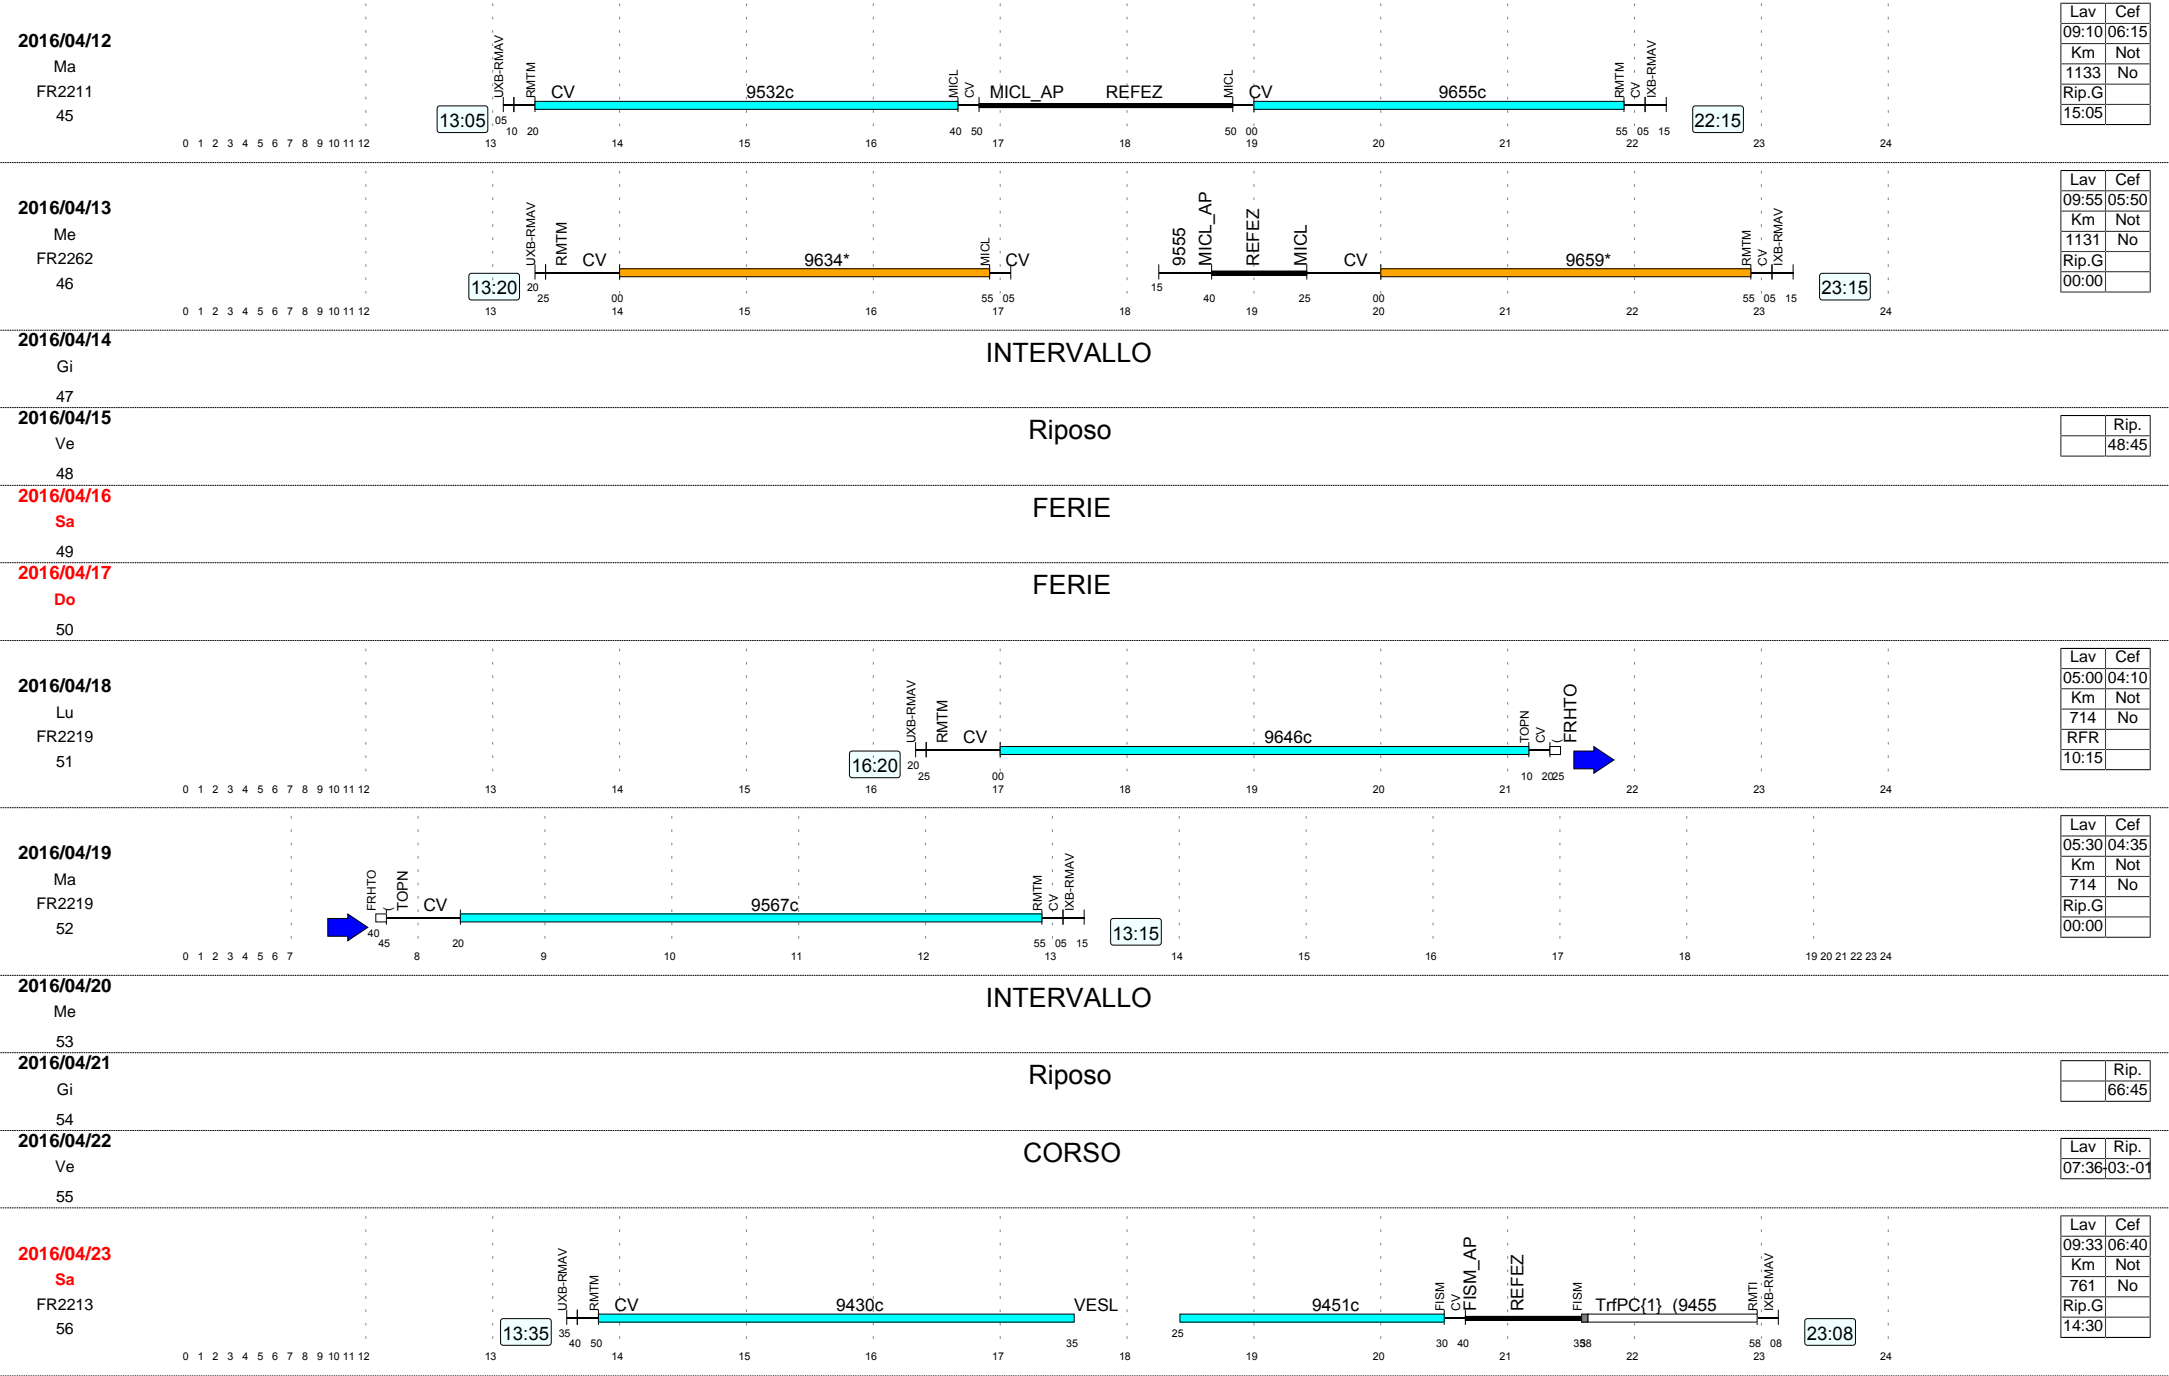 2016/04/12
Ma
FR2211
45
13:05
UXB-RMAV
RMTM
CV
9532c
MICL
CV
MICL_AP
REFEZ
MICL
CV
9655c
RMTM
CV
IXB-RMAV
22:15
05
10 20 40 50 50 00 55 05 15
0 1 2 3 4 5 6 7 8 9 10 11 12 13 14 15 16 17 18 19 20 21 22 23 24
Lav Cef
09:10 06:15
Km Not
1133 No
Rip.G
15:05
2016/04/13
Me
FR2262
46
13:20
UXB-RMAV
RMTM
CV
9634*
MICL
CV
9555
MICL_AP
REFEZ
MICL
CV
9659*
RMTM
CV
IXB-RMAV
23:15
20
25 00 55 05 15 40 25 00 55 05 15
0 1 2 3 4 5 6 7 8 9 10 11 12 13 14 15 16 17 18 19 20 21 22 23 24
Lav Cef
09:55 05:50
Km Not
1131 No
Rip.G
00:00
2016/04/14
Gi
47
INTERVALLO
2016/04/15
Ve
48
Riposo
Rip.
48:45
2016/04/16
Sa
49
FERIE
2016/04/17
Do
50
FERIE
2016/04/18
Lu
FR2219
51
16:20
UXB-RMAV
RMTM
CV
9646c
TOPN
CV
(
FRHTO
20
25 00 10 20 25
0 1 2 3 4 5 6 7 8 9 10 11 12 13 14 15 16 17 18 19 20 21 22 23 24
Lav Cef
05:00 04:10
Km Not
714 No
RFR
10:15
2016/04/19
Ma
FR2219
52
FRHTO
(
TOPN
CV
9567c
RMTM
CV
IXB-RMAV
13:15
40
45 20 55 05 15
0 1 2 3 4 5 6 7 8 9 10 11 12 13 14 15 16 17 18 19 20 21 22 23 24
Lav Cef
05:30 04:35
Km Not
714 No
Rip.G
00:00
2016/04/20
Me
53
INTERVALLO
2016/04/21
Gi
54
Riposo
Rip.
66:45
2016/04/22
Ve
55
CORSO
Lav Rip.
07:36 -03:-01
2016/04/23
Sa
FR2213
56
13:35
UXB-RMAV
RMTM
CV
9430c
VESL
9451c
FISM
CV
FISM_AP
REFEZ
FISM
TrfPC{1} (9455
RMTI
IXB-RMAV
23:08
35
40 50 35 25 30 40 35 38 58 08
0 1 2 3 4 5 6 7 8 9 10 11 12 13 14 15 16 17 18 19 20 21 22 23 24
Lav Cef
09:33 06:40
Km Not
761 No
Rip.G
14:30